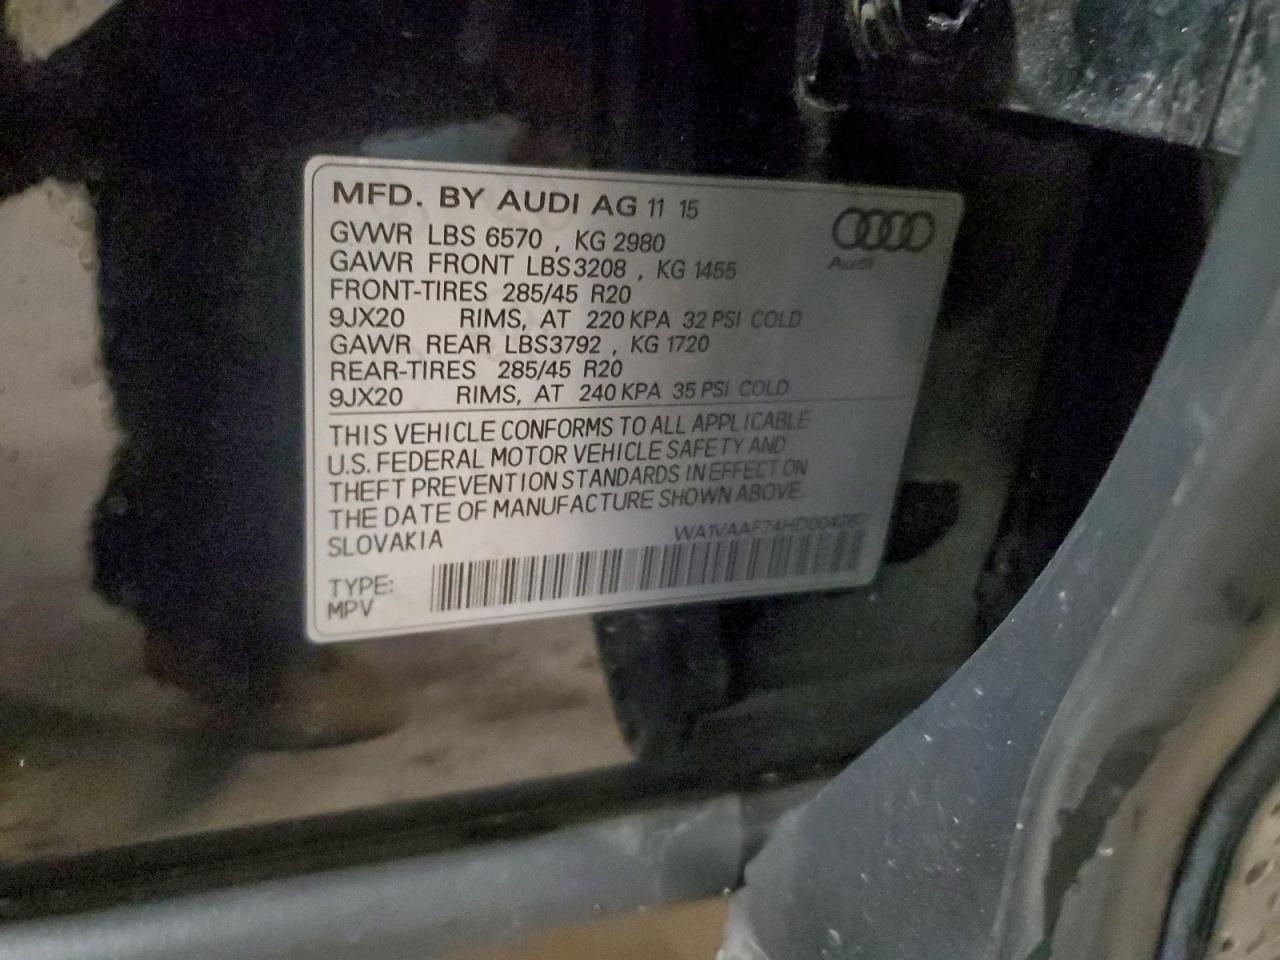 MFD. BY AUDI AG 11 15
GVWR LBS 6570 , KG 2980
GAWR FRONT LBS3208 , KG 1455
FRONT-TIRES 285/45 R20
9JX20 RIMS, AT 220 KPA 32 PSI COLD
GAWR REAR LBS3792 , KG 1720
REAR-TIRES 285/45 R20
9JX20 RIMS, AT 240 KPA 35 PSI COLD
Audi
THIS VEHICLE CONFORMS TO ALL APPLICABLE
U.S. FEDERAL MOTOR VEHICLE SAFETY AND
THEFT PREVENTION STANDARDS IN EFFECT ON
THE DATE OF MANUFACTURE SHOWN ABOVE.
SLOVAKIA
TYPE:
MPV